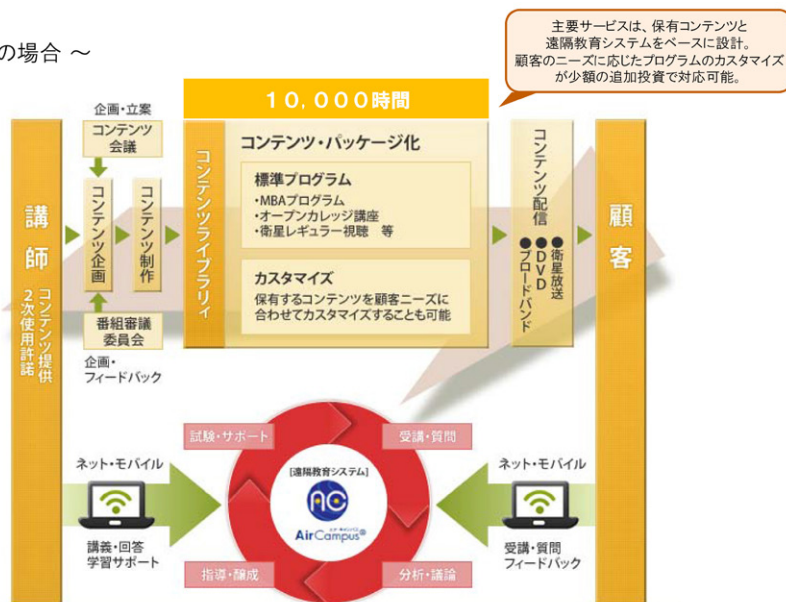 の場合 ～
主要サービスは、保有コンテンツと
遠隔教育システムをベースに設計。
顧客のニーズに応じたプログラムのカスタマイズ
が少額の追加投資で対応可能。
10,000時間
講師
コンテンツ提供
2次使用許諾
企画・立案
コンテンツ
会議
コンテンツ企画
コンテンツ制作
番組審議
委員会
企画・
フィードバック
コンテンツライブラリィ
コンテンツ・パッケージ化
標準プログラム
・MBAプログラム
・オープンカレッジ講座
・衛星レギュラー視聴 等
カスタマイズ
保有するコンテンツを顧客ニーズに
合わせてカスタマイズすることも可能
コンテンツ配信
●衛星放送
●DVD
●ブロードバンド
顧客
ネット・モバイル
講義・回答
学習サポート
試験・サポート
受講・質問
[遠隔教育システム]
AC
AirCampus®
指導・醸成
分析・議論
ネット・モバイル
受講・質問
フィードバック